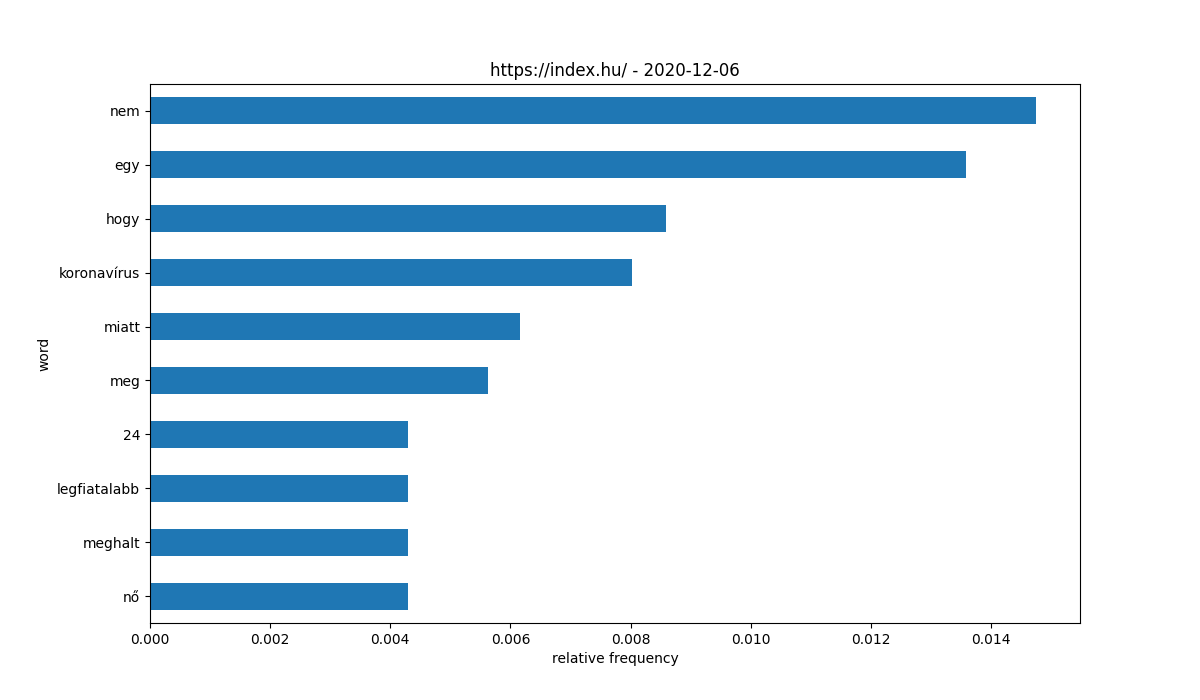 https://index.hu/ - 2020-12-06
nem
egy
hogy
koronavírus
miatt
meg
24
legfiatalabb
meghalt
nő
word
0.000 0.002 0.004 0.006 0.008 0.010 0.012 0.014
relative frequency